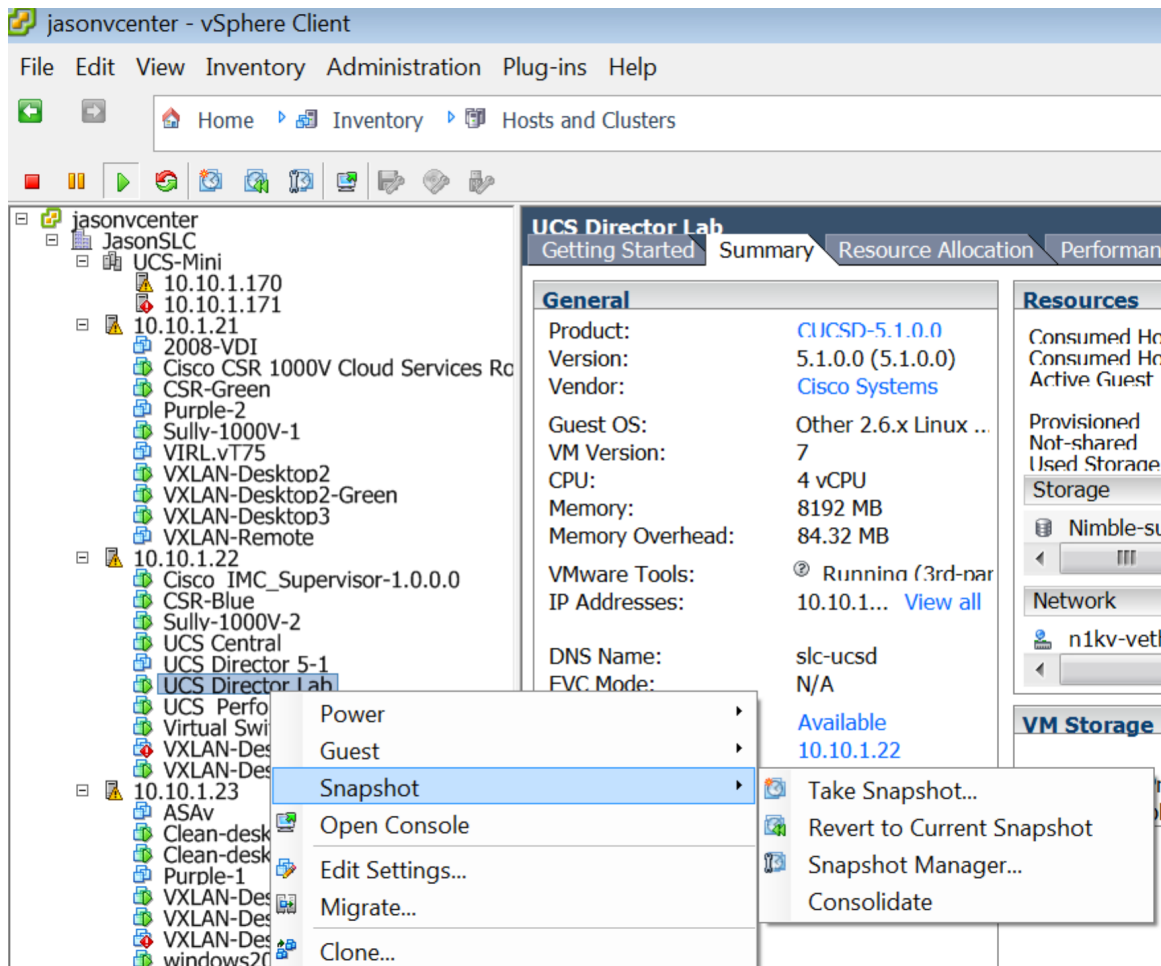 jasonvcenter - vSphere Client
File Edit View Inventory Administration Plug-ins Help
Home Inventory Hosts and Clusters
jasonvcenter
JasonSLC
UCS-Mini
10.10.1.170
10.10.1.171
10.10.1.21
2008-VDI
Cisco CSR 1000V Cloud Services Ro
CSR-Green
Purple-2
Sully-1000V-1
VIRL.vT75
VXLAN-Desktop2
VXLAN-Desktop2-Green
VXLAN-Desktop3
VXLAN-Remote
10.10.1.22
Cisco_IMC_Supervisor-1.0.0.0
CSR-Blue
Sully-1000V-2
UCS Central
UCS Director 5-1
UCS Director Lab
UCS_Perfo
Virtual Swi
VXLAN-Des
VXLAN-Des
10.10.1.23
ASAv
Clean-desk
Clean-desk
Purple-1
VXLAN-Des
VXLAN-Des
VXLAN-Des
windows20
UCS Director Lab
Getting Started Summary Resource Allocation Performan
General
Product: CUCSD-5.1.0.0
Version: 5.1.0.0 (5.1.0.0)
Vendor: Cisco Systems
Guest OS: Other 2.6.x Linux ...
VM Version: 7
CPU: 4 vCPU
Memory: 8192 MB
Memory Overhead: 84.32 MB
VMware Tools: Running (3rd-par
IP Addresses: 10.10.1... View all
DNS Name: slc-ucsd
EVC Mode: N/A
Available
10.10.1.22
Resources
Consumed Ho
Consumed Ho
Active Guest
Provisioned
Not-shared
Used Storage
Storage
Nimble-su
Network
n1kv-veth
VM Storage
Power
Guest
Snapshot
Open Console
Edit Settings...
Migrate...
Clone...
Take Snapshot...
Revert to Current Snapshot
Snapshot Manager...
Consolidate